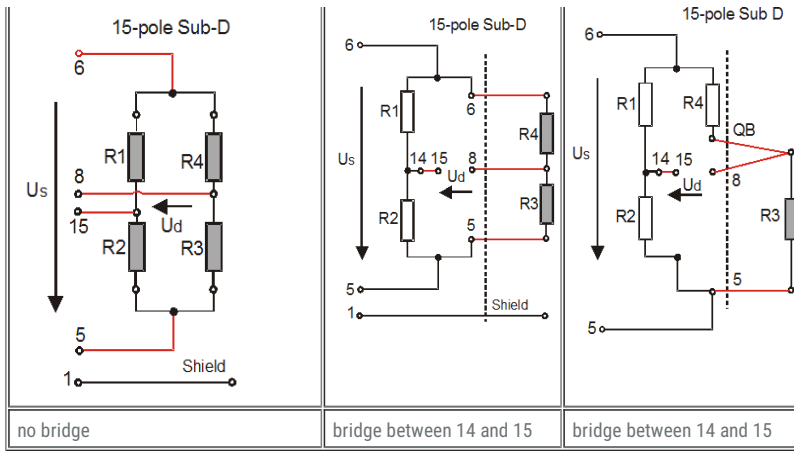 15-pole Sub-D
6
R1
R4
8
Us
15
Ud
R2
R3
5
Shield
1
no bridge
15-pole Sub-D
6
R1
6
R4
Us
14 15
8
Ud
R2
R3
5
5
Shield
1
bridge between 14 and 15
15-pole Sub D
6
R1
R4
QB
Us
14 15
8
Ud
R2
R3
5
5
bridge between 14 and 15